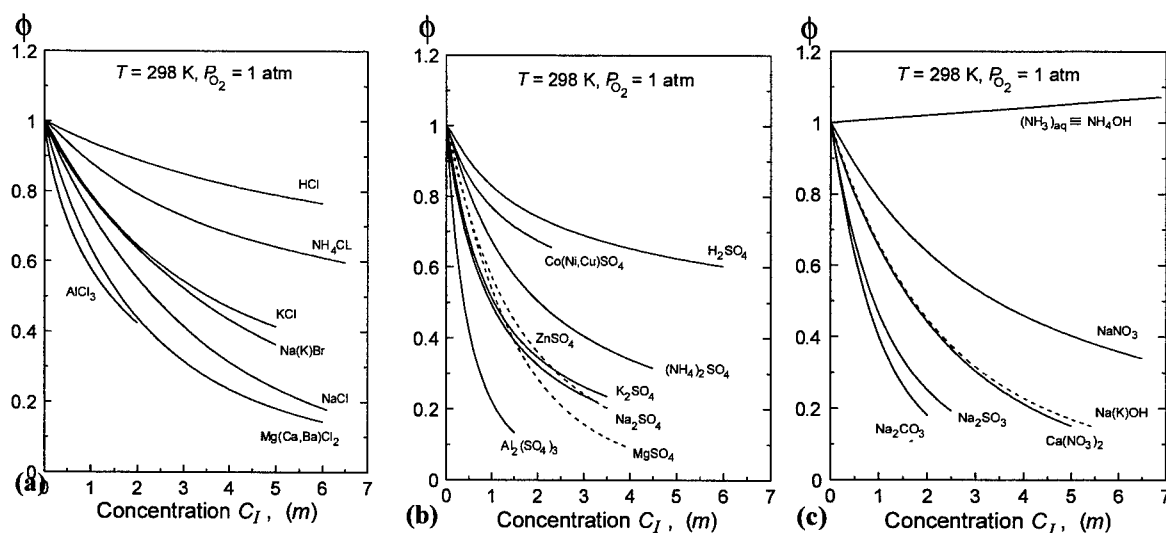 ϕ
1.2
1
0.8
0.6
0.4
0.2
0
T = 298 K, P_O2 = 1 atm
HCl
NH4CL
AlCl3
KCl
Na(K)Br
NaCl
Mg(Ca,Ba)Cl2
0 1 2 3 4 5 6 7
(a)
Concentration C_I , (m)
ϕ
1.2
1
0.8
0.6
0.4
0.2
0
T = 298 K, P_O2 = 1 atm
H2SO4
Co(Ni,Cu)SO4
ZnSO4
(NH4)2SO4
K2SO4
Na2SO4
Al2(SO4)3
MgSO4
0 1 2 3 4 5 6 7
(b)
Concentration C_I , (m)
ϕ
1.2
1
0.8
0.6
0.4
0.2
0
T = 298 K, P_O2 = 1 atm
(NH3)aq ≡ NH4OH
NaNO3
Na(K)OH
Na2SO3
Na2CO3
Ca(NO3)2
0 1 2 3 4 5 6 7
(c)
Concentration C_I , (m)